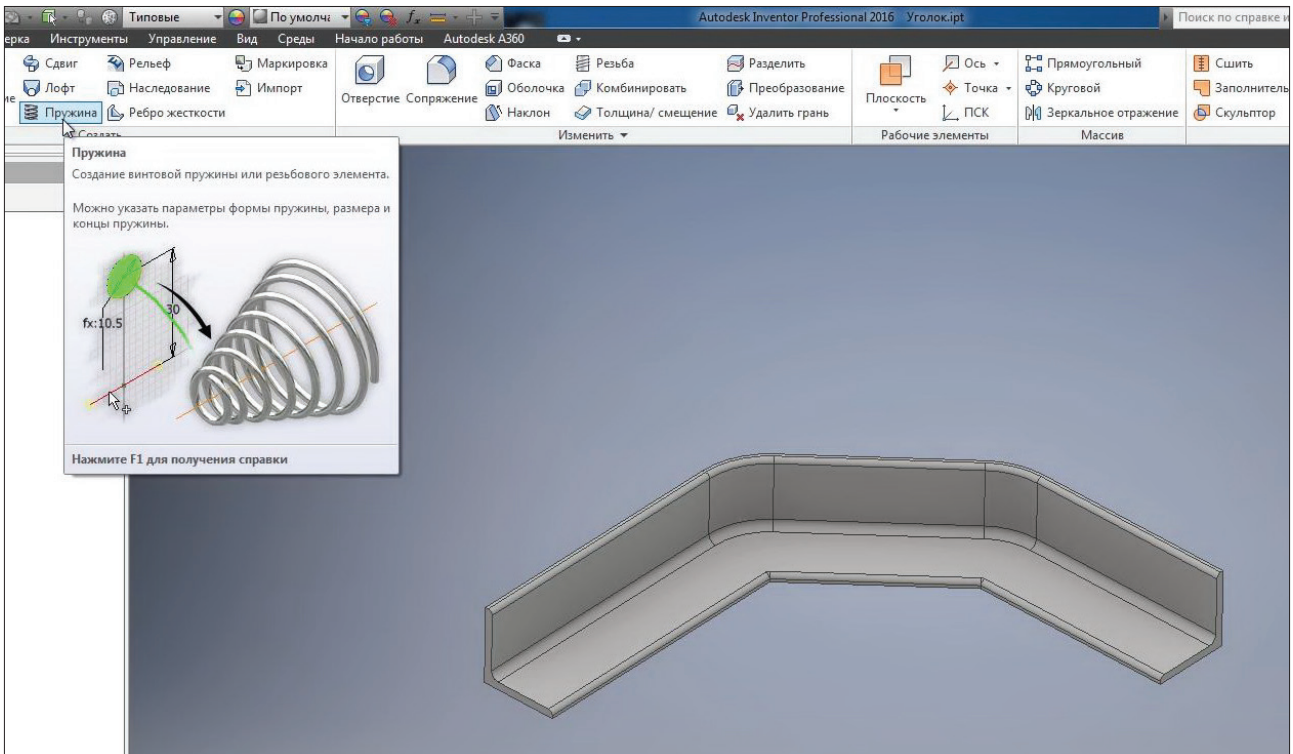 Типовые По умолча fx Autodesk Inventor Professional 2016 Уголок.ipt Поиск по справке и
ерка Инструменты Управление Вид Среды Начало работы Autodesk A360
Сдвиг Рельеф Маркировка Фаска Резьба Разделить Ось Прямоугольный Сшить
Лофт Наследование Импорт Оболочка Комбинировать Преобразование Точка Круговой Заполнитель
ие Пружина Ребро жесткости Отверстие Сопряжение Наклон Толщина/ смещение Удалить грань Плоскость ПСК Зеркальное отражение Скульптор
Создать Изменить Рабочие элементы Массив
Пружина
Создание винтовой пружины или резьбового элемента.
Можно указать параметры формы пружины, размера и
концы пружины.
30
fx:10.5
Нажмите F1 для получения справки